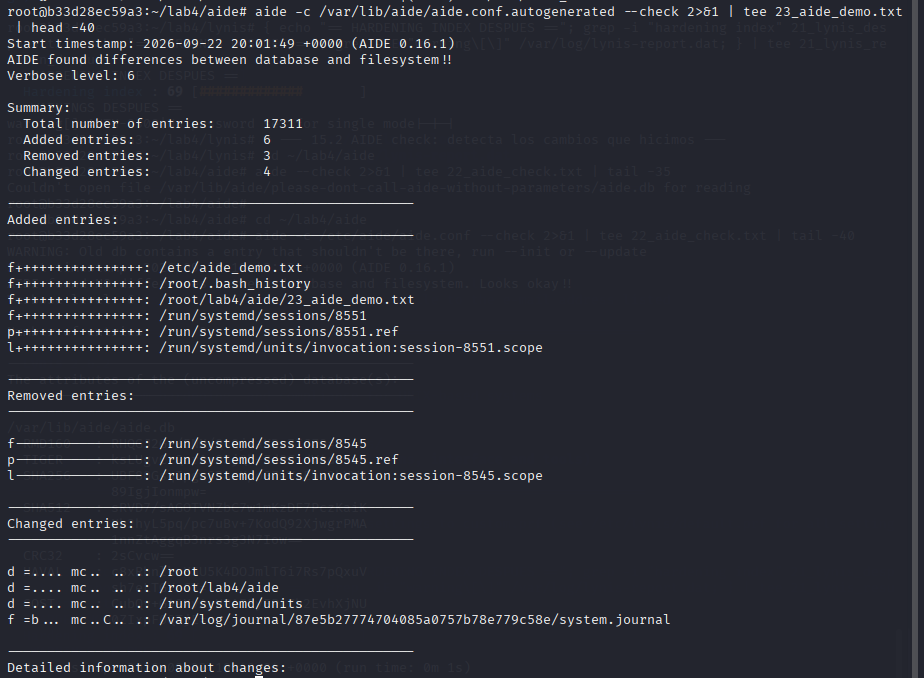 root@b33d28ec59a3:~/lab4/aide# aide -c /var/lib/aide/aide.conf.autogenerated --check 2>&1 | tee 23_aide_demo.txt
| head -40
Start timestamp: 2026-09-22 20:01:49 +0000 (AIDE 0.16.1)
AIDE found differences between database and filesystem!!
Verbose level: 6
Summary:
Total number of entries: 17311
Added entries: 6
Removed entries: 3
Changed entries: 4
---------------------------------------------------
Added entries:
---------------------------------------------------
f++++++++++++++++: /etc/aide_demo.txt
f++++++++++++++++: /root/.bash_history
f++++++++++++++++: /root/lab4/aide/23_aide_demo.txt
f++++++++++++++++: /run/systemd/sessions/8551
p++++++++++++++++: /run/systemd/sessions/8551.ref
l++++++++++++++++: /run/systemd/units/invocation:session-8551.scope
---------------------------------------------------
Removed entries:
---------------------------------------------------
f----------------: /run/systemd/sessions/8545
p----------------: /run/systemd/sessions/8545.ref
l----------------: /run/systemd/units/invocation:session-8545.scope
---------------------------------------------------
Changed entries:
---------------------------------------------------
d =.... mc.. .. .: /root
d =.... mc.. .. .: /root/lab4/aide
d =.... mc.. .. .: /run/systemd/units
f =b... mc..C.. .: /var/log/journal/87e5b27774704085a0757b78e779c58e/system.journal
---------------------------------------------------
Detailed information about changes: